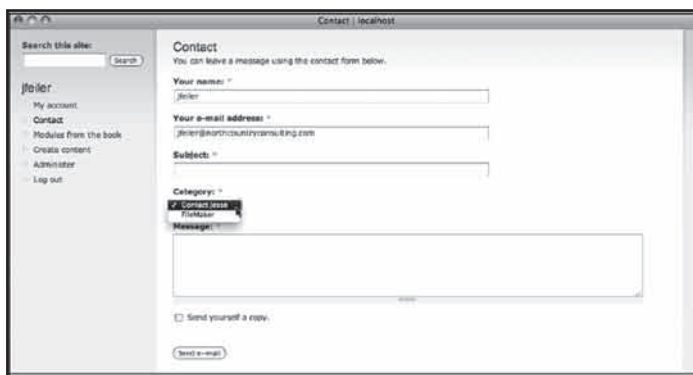 Contact | localhost
Search this site:
Search
jfeiler
My account
Contact
Modules from the book
Create content
Administer
Log out
Contact
You can leave a message using the contact form below.
Your name: *
jfeiler
Your e-mail address: *
jfeiler@northcountryconsulting.com
Subject: *
Category: *
✓ Contact Jesse
FileMaker
Message: *
Send yourself a copy.
Send e-mail